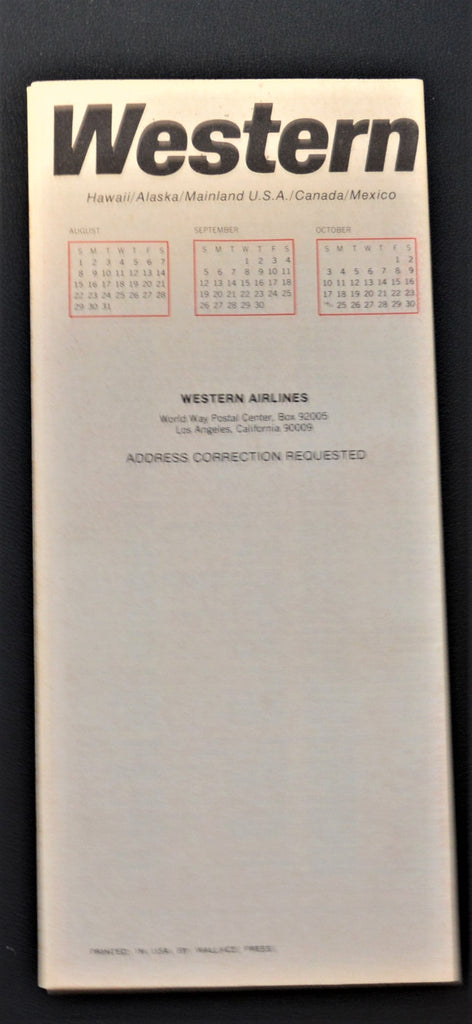 Western
Hawaii/Alaska/Mainland U.S.A./Canada/Mexico
AUGUST
S M T W T F S
1 2 3 4 5 6 7
8 9 10 11 12 13 14
15 16 17 18 19 20 21
22 23 24 25 26 27 28
29 30 31
SEPTEMBER
S M T W T F S
1 2 3 4
5 6 7 8 9 10 11
12 13 14 15 16 17 18
19 20 21 22 23 24 25
26 27 28 29 30
OCTOBER
S M T W T F S
1 2
3 4 5 6 7 8 9
10 11 12 13 14 15 16
17 18 19 20 21 22 23
25 26 27 28 29 30
WESTERN AIRLINES
World Way Postal Center, Box 92005
Los Angeles, California 90009
ADDRESS CORRECTION REQUESTED
PRINTED IN USA BY WALLACE PRESS